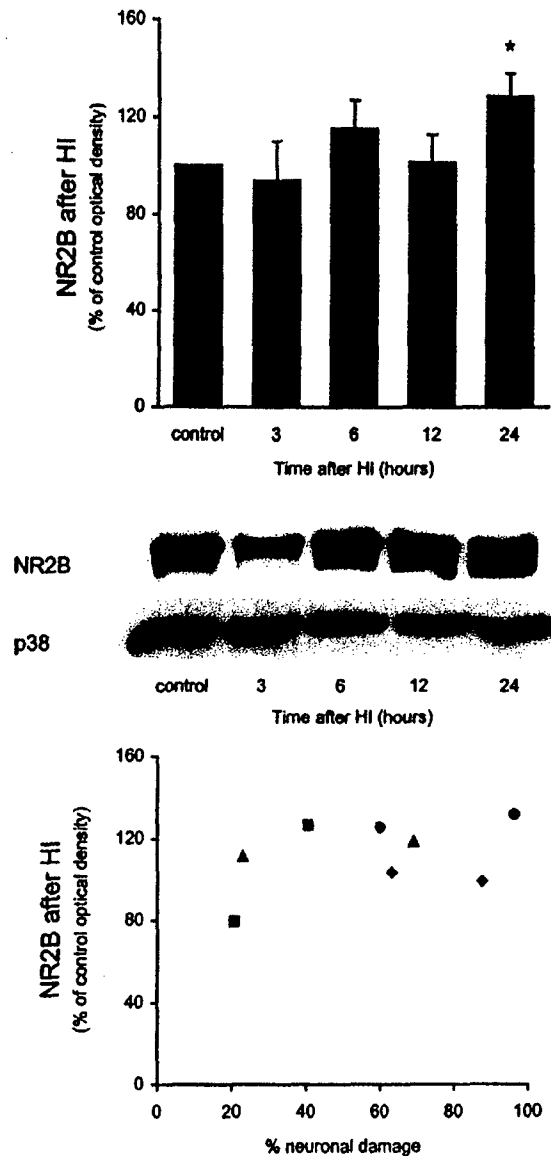 160
*
120
80
40
0
NR2B after HI
(% of control optical density)
control 3 6 12 24
Time after HI (hours)
NR2B
p38
control 3 6 12 24
Time after HI (hours)
160
120
80
40
0
NR2B after HI
(% of control optical density)
0 20 40 60 80 100
% neuronal damage